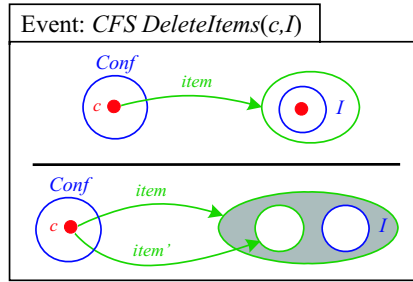 Event: CFS DeleteItems(c,I)
Conf
item
c
I
Conf
item
c
I
item'